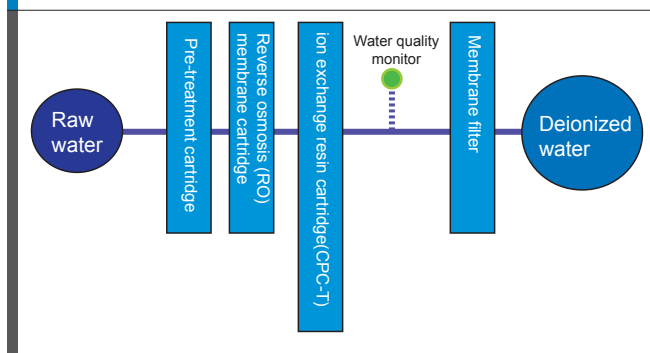 Raw
water
Pre-treatment cartridge
Reverse osmosis (RO)
membrane cartridge
ion exchange resin cartridge(CPC-T)
Water quality
monitor
Membrane filter
Deionized
water